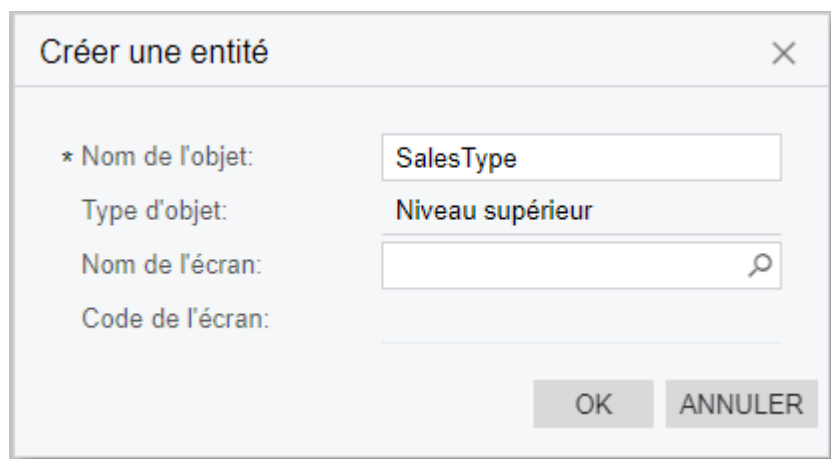 Créer une entité
* Nom de l'objet: SalesType
Type d'objet: Niveau supérieur
Nom de l'écran:
Code de l'écran:
OK ANNULER